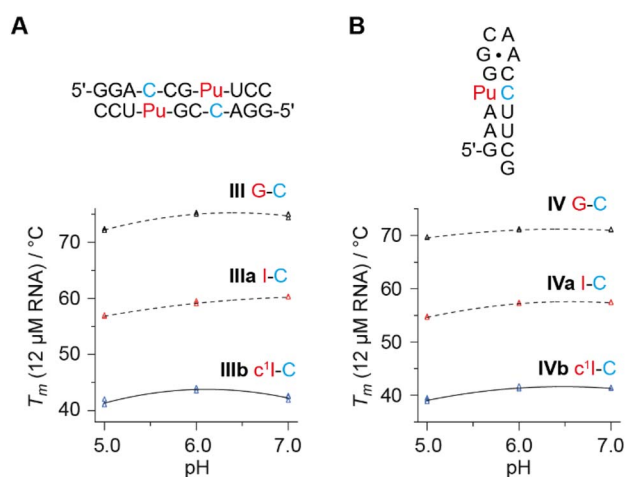 A
5'-GGA-C-CG-Pu-UCC
CCU-Pu-GC-C-AGG-5'
III G-C
IIIa I-C
IIIb c¹I-C
Tm (12 µM RNA) / °C
70
60
50
40
5.0 6.0 7.0
pH
B
C A
G • A
G C
Pu C
A U
A U
5'-G C
G
IV G-C
IVa I-C
IVb c¹I-C
Tm (12 µM RNA) / °C
70
60
50
40
5.0 6.0 7.0
pH